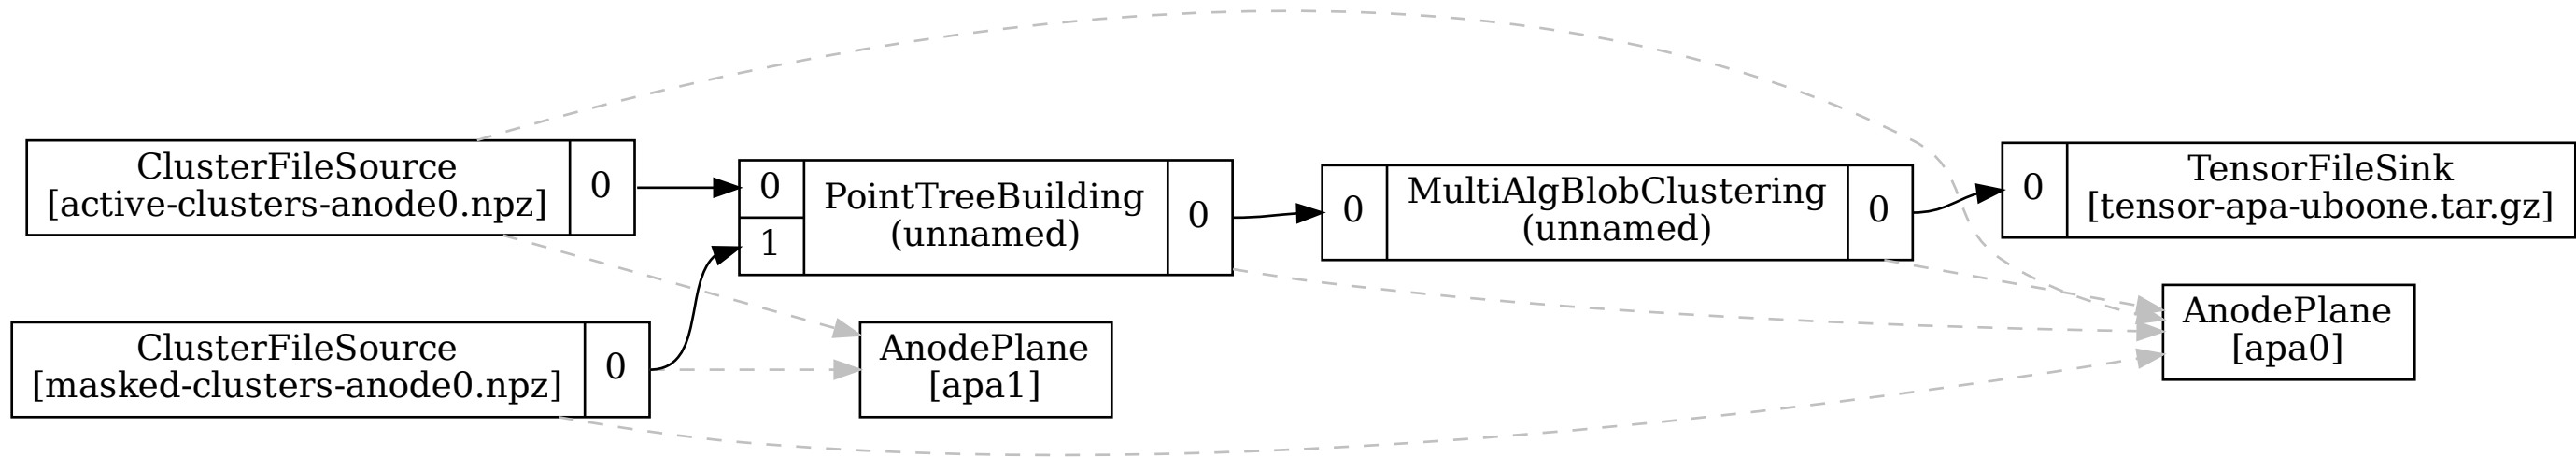 ClusterFileSource
[active-clusters-anode0.npz]
0
0
1
PointTreeBuilding
(unnamed)
0
0
MultiAlgBlobClustering
(unnamed)
0
0
TensorFileSink
[tensor-apa-uboone.tar.gz]
ClusterFileSource
[masked-clusters-anode0.npz]
0
AnodePlane
[apa1]
AnodePlane
[apa0]